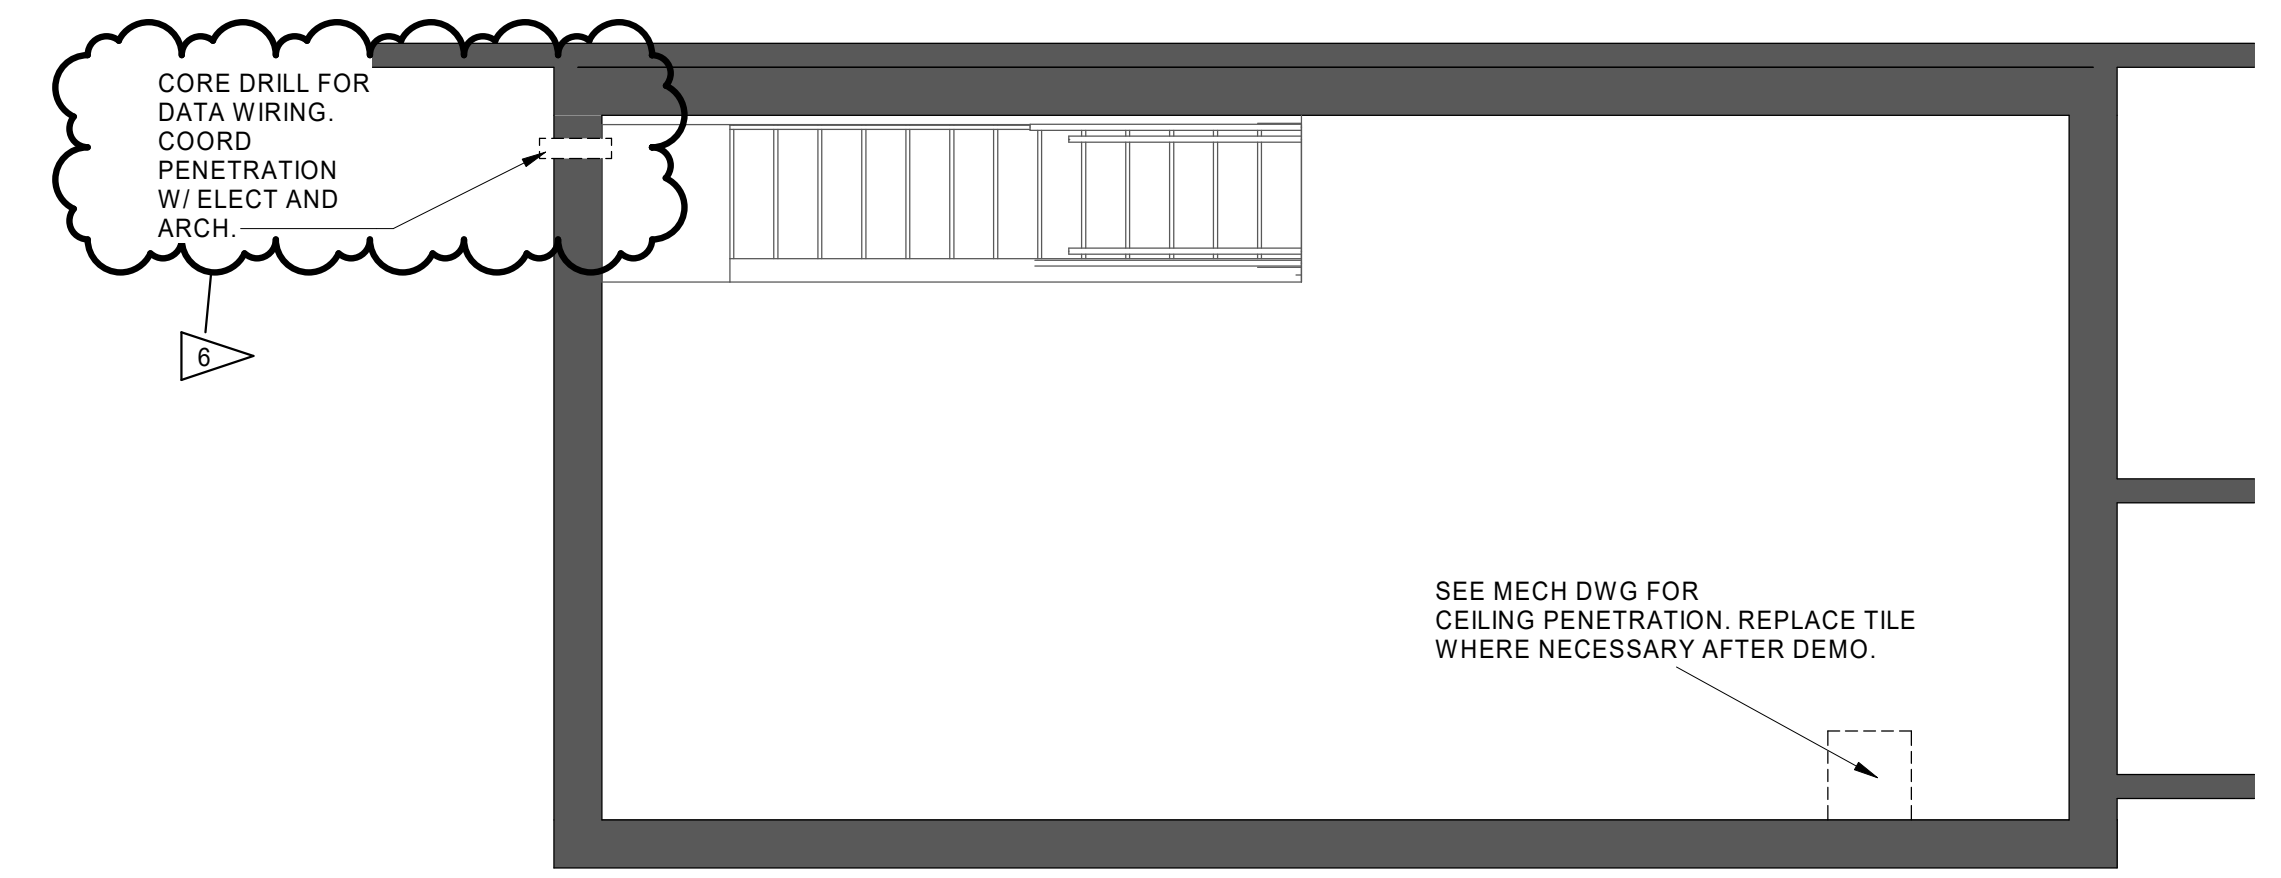 CORE DRILL FOR
DATA WIRING.
COORD
PENETRATION
W/ ELECT AND
ARCH.
6
SEE MECH DWG FOR
CEILING PENETRATION. REPLACE TILE
WHERE NECESSARY AFTER DEMO.